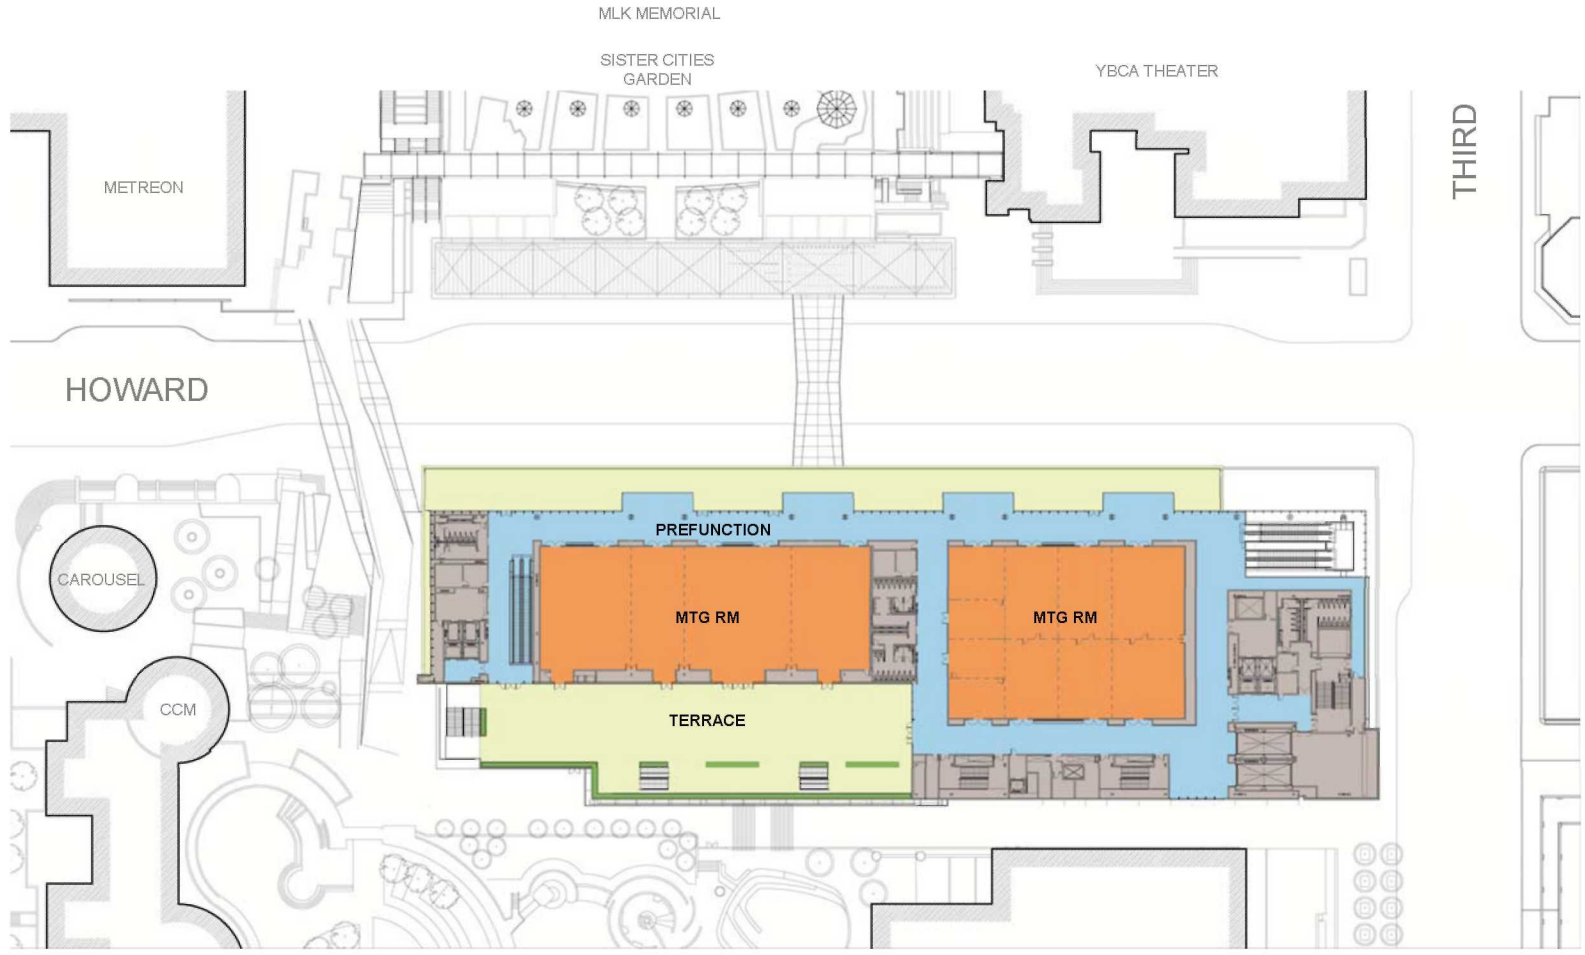 MLK MEMORIAL
SISTER CITIES
GARDEN
YBCA THEATER
THIRD
METREON
HOWARD
PREFUNCTION
CAROUSEL
MTG RM
MTG RM
CCM
TERRACE